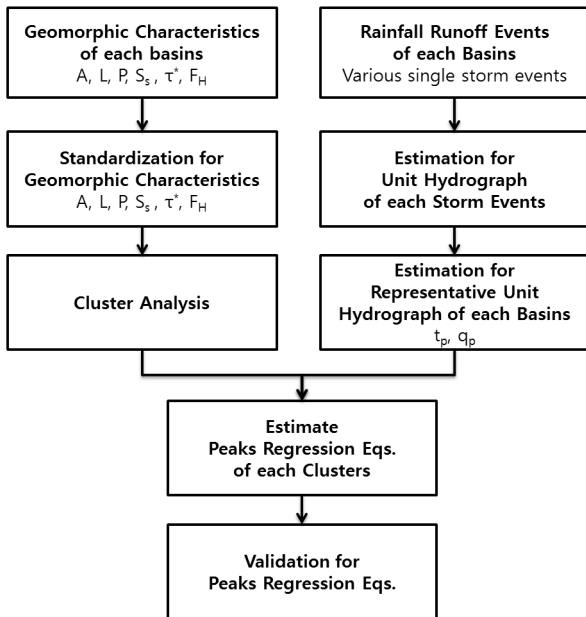 Geomorphic Characteristics
of each basins
A, L, P, Sₛ, τ*, F_H
Standardization for
Geomorphic Characteristics
A, L, P, Sₛ, τ*, F_H
Cluster Analysis
Rainfall Runoff Events
of each Basins
Various single storm events
Estimation for
Unit Hydrograph
of each Storm Events
Estimation for
Representative Unit
Hydrograph of each Basins
tₚ, qₚ
Estimate
Peaks Regression Eqs.
of each Clusters
Validation for
Peaks Regression Eqs.